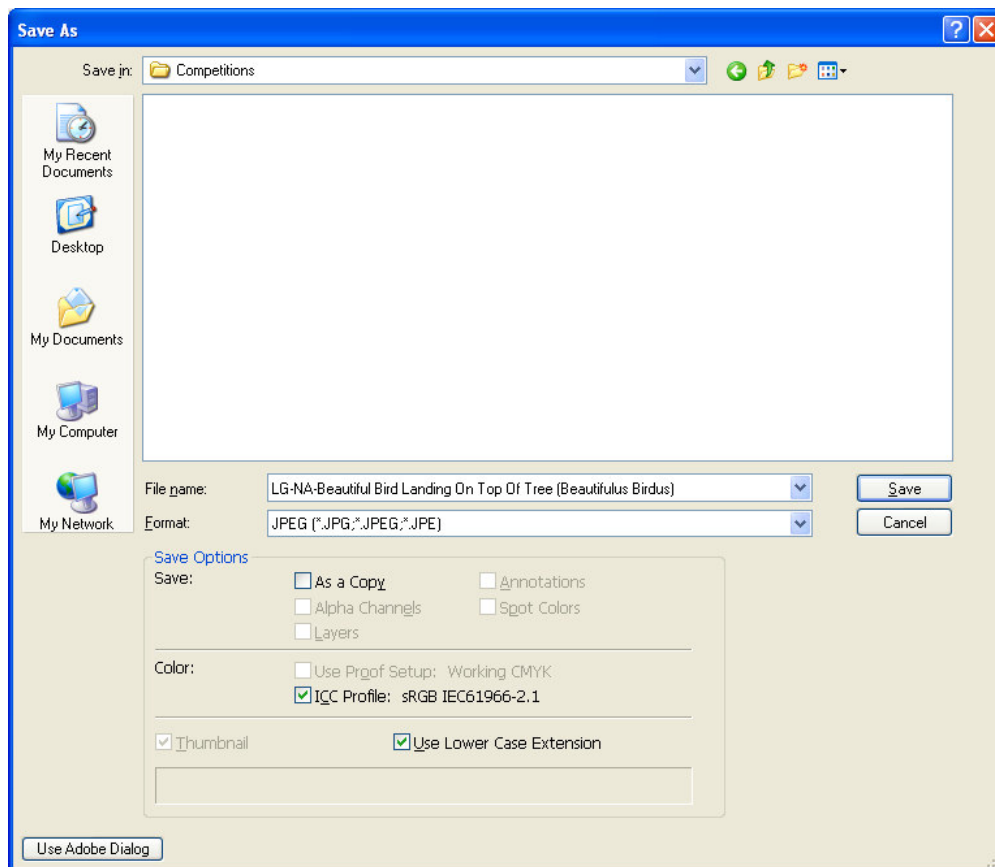 Save As
Save in: Competitions
My Recent
Documents
Desktop
My Documents
My Computer
My Network
File name: LG-NA-Beautiful Bird Landing On Top Of Tree (Beautifulus Birdus) Save
Format: JPEG (*.JPG;*.JPEG;*.JPE) Cancel
Save Options
Save: As a Copy Annotations
Alpha Channels Spot Colors
Layers
Color: Use Proof Setup: Working CMYK
ICC Profile: sRGB IEC61966-2.1
Thumbnail Use Lower Case Extension
Use Adobe Dialog